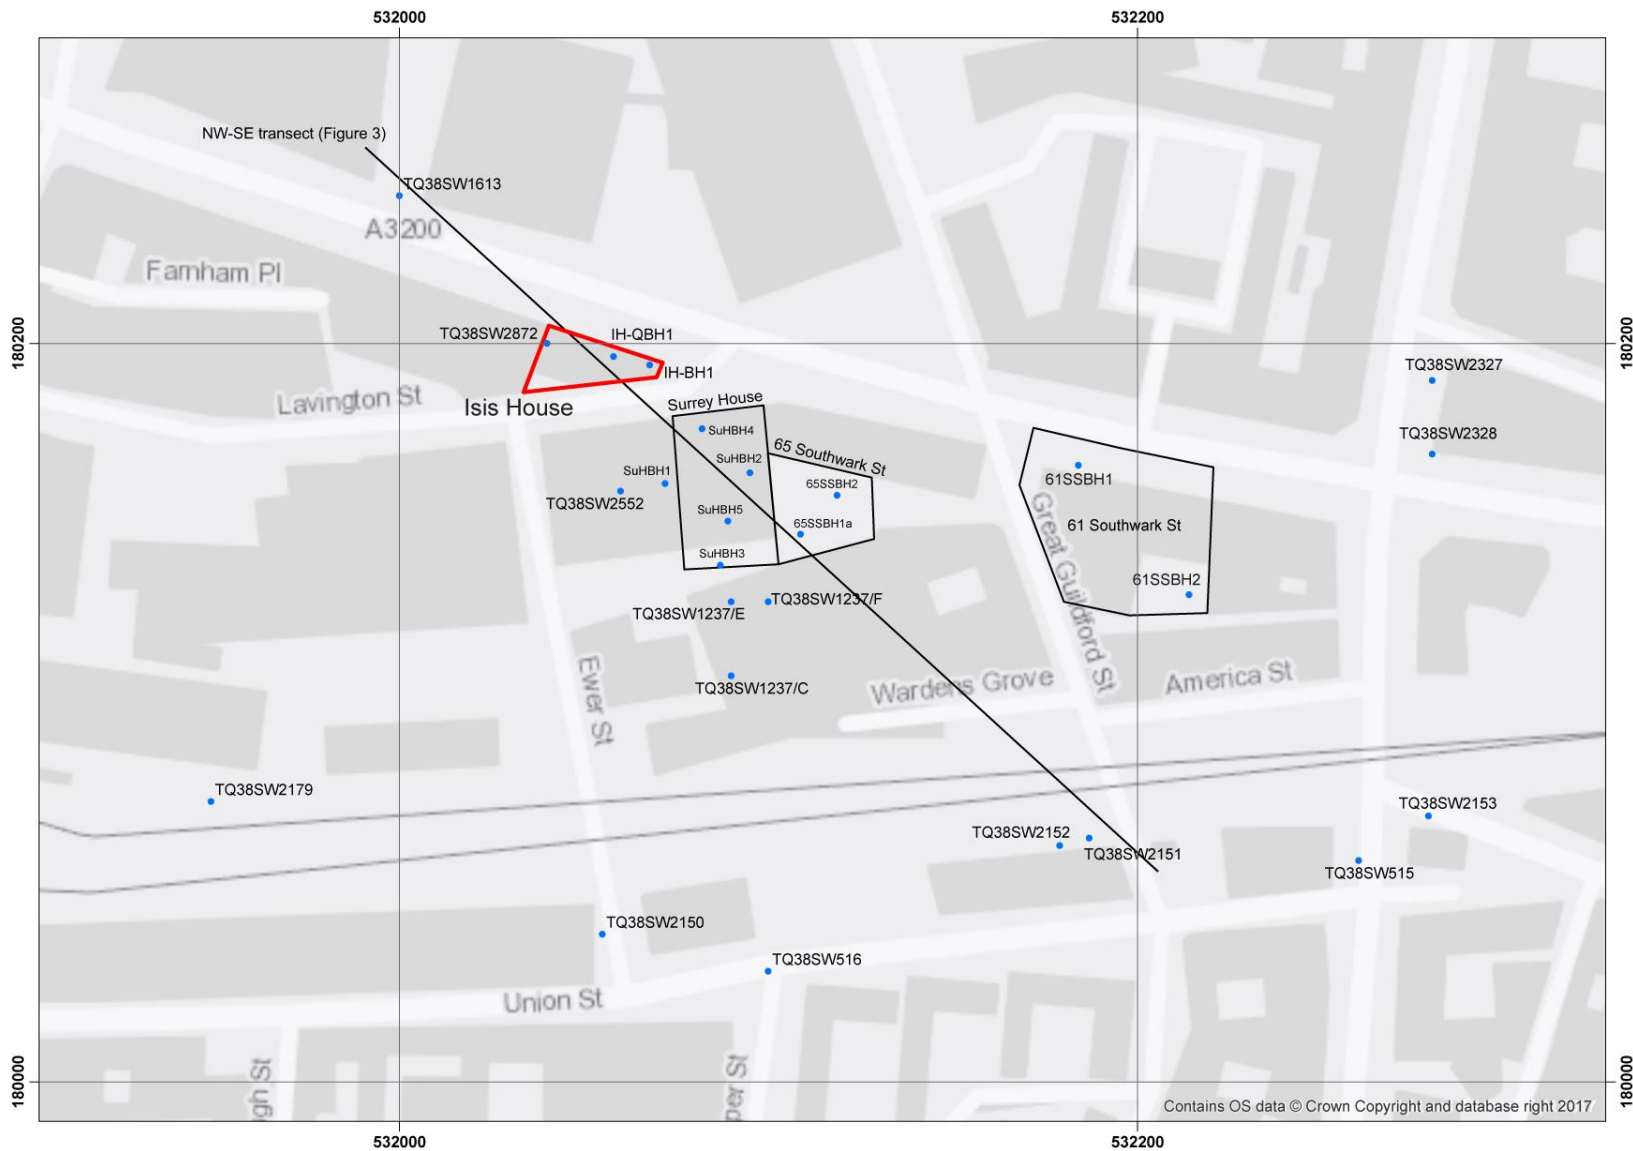 532000
532200
NW-SE transect (Figure 3)
TQ38SW1613
A3200
Farnham Pl
180200
180200
TQ38SW2872
IH-QBH1
IH-BH1
TQ38SW2327
Lavington St
Isis House
Surrey House
SuHBH4
TQ38SW2328
65 Southwark St
SuHBH2
SuHBH1
65SSBH2
61SSBH1
TQ38SW2552
SuHBH5
65SSBH1a
61 Southwark St
Great Guildford St
SuHBH3
61SSBH2
TQ38SW1237/E
TQ38SW1237/F
Ewer St
TQ38SW1237/C
Wardens Grove
America St
TQ38SW2179
TQ38SW2153
TQ38SW2152
TQ38SW2151
TQ38SW515
TQ38SW2150
TQ38SW516
Union St
gh St
per St
180000
180000
Contains OS data © Crown Copyright and database right 2017
532000
532200